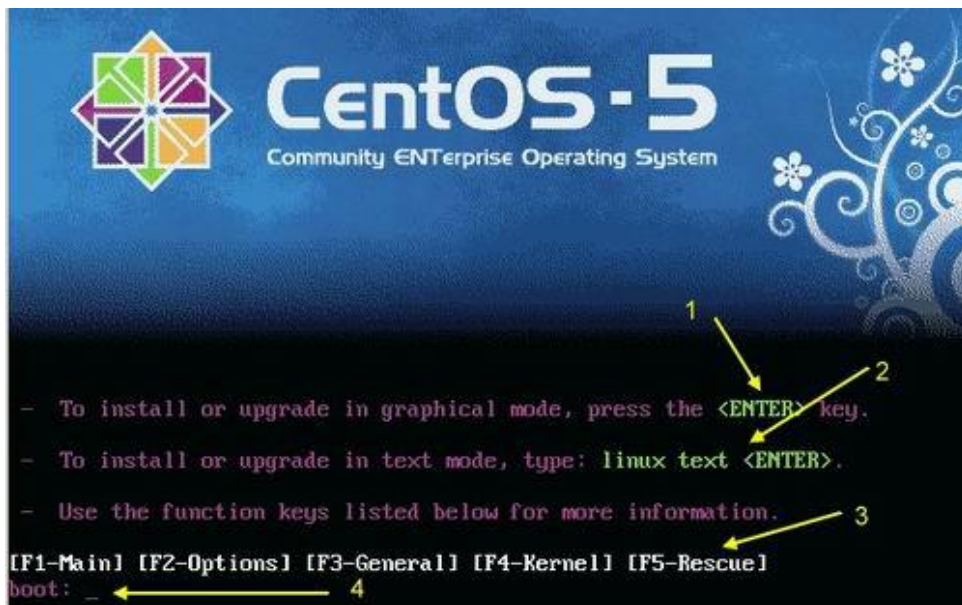 CentOS-5
Community ENTerprise Operating System
1
2
- To install or upgrade in graphical mode, press the <ENTER> key.
- To install or upgrade in text mode, type: linux text <ENTER>.
- Use the function keys listed below for more information.
3
[F1-Main] [F2-Options] [F3-General] [F4-Kernel] [F5-Rescue]
boot: _
4